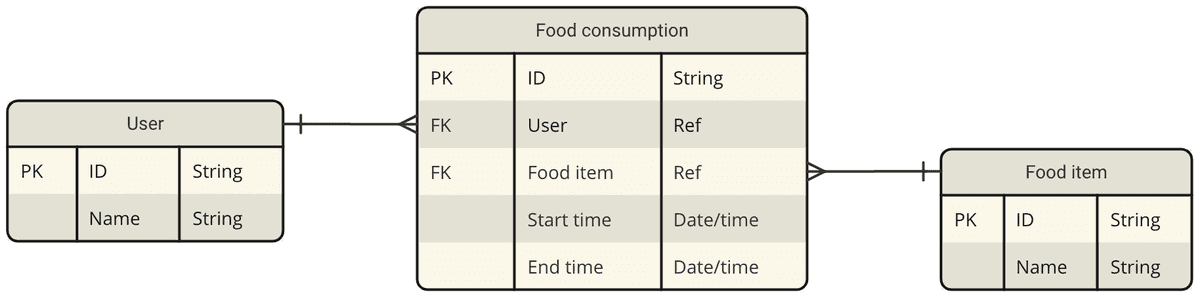 User
PK ID String
Name String
Food consumption
PK ID String
FK User Ref
FK Food item Ref
Start time Date/time
End time Date/time
Food item
PK ID String
Name String